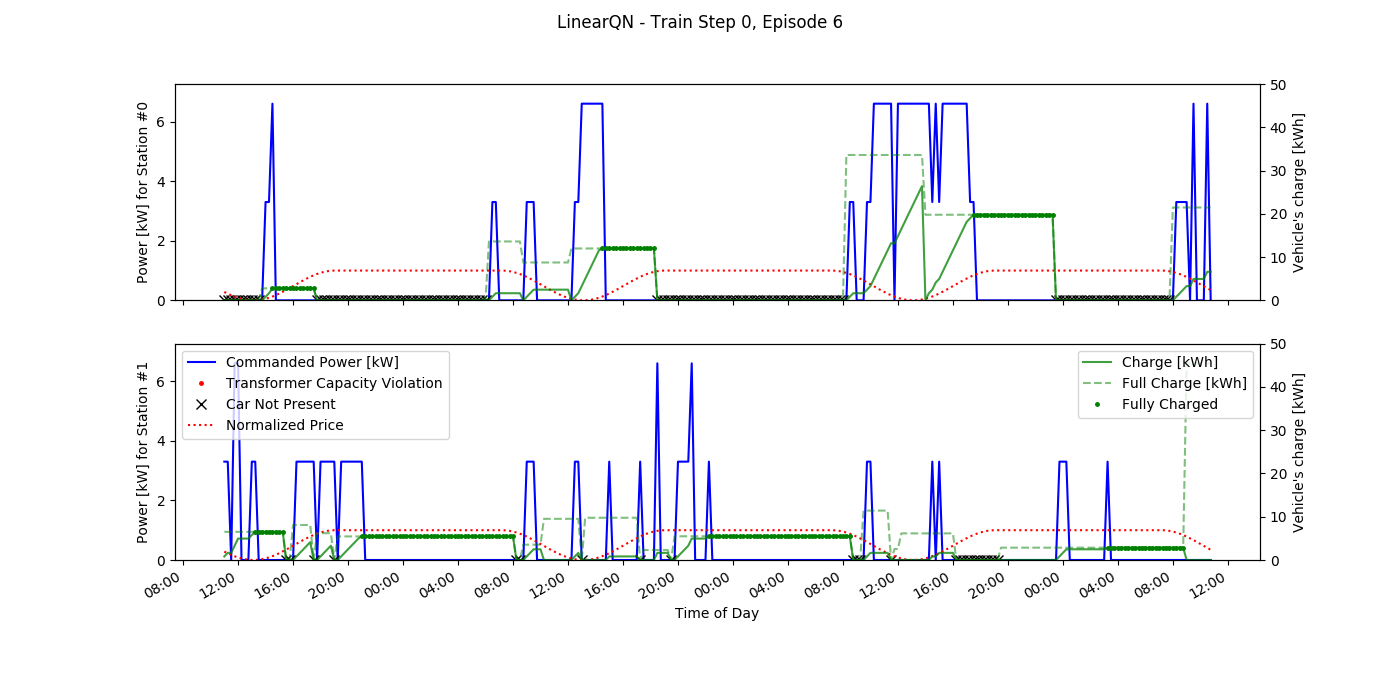 LinearQN - Train Step 0, Episode 6
Power [kW] for Station #0
6
4
2
0
50
40
30
20
10
0
Vehicle's charge [kWh]
Power [kW] for Station #1
6
4
2
0
Commanded Power [kW]
Transformer Capacity Violation
Car Not Present
Normalized Price
Charge [kWh]
Full Charge [kWh]
Fully Charged
50
40
30
20
10
0
Vehicle's charge [kWh]
08:00 12:00 16:00 20:00 00:00 04:00 08:00 12:00 16:00 20:00 00:00 04:00 08:00 12:00 16:00 20:00 00:00 04:00 08:00 12:00
Time of Day